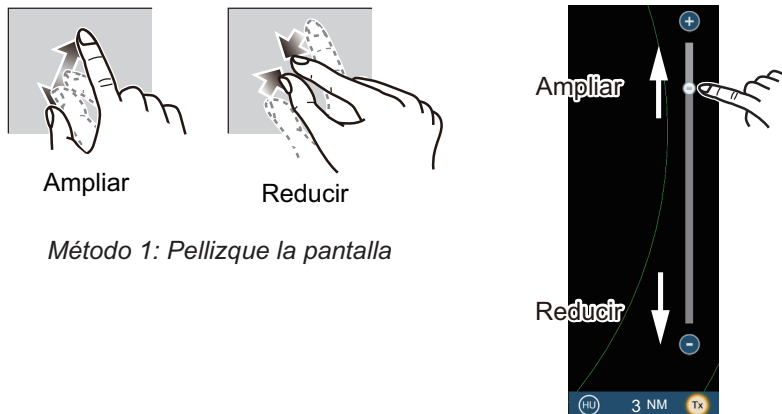 Ampliar
Reducir
Método 1: Pellizque la pantalla
+
Ampliar
Reducir
-
HU 3 NM Tx